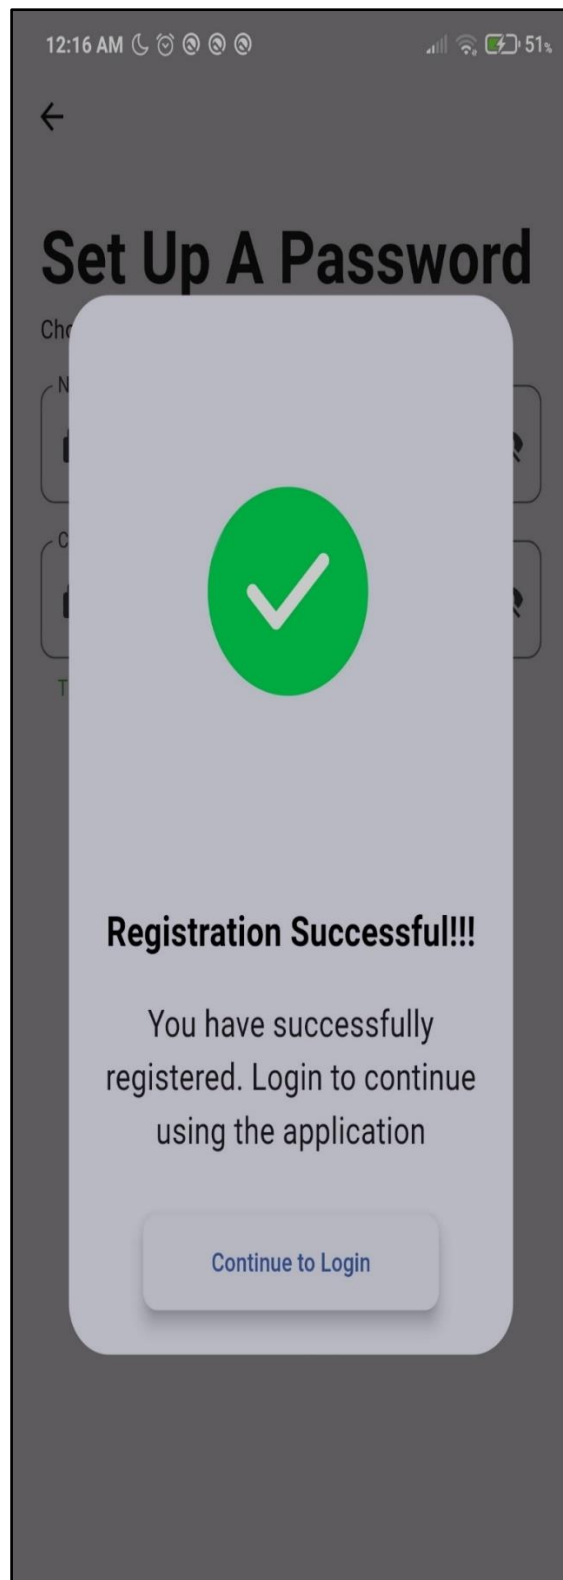 12:16 AM 51%
Set Up A Password
Registration Successful!!!
You have successfully
registered. Login to continue
using the application
Continue to Login